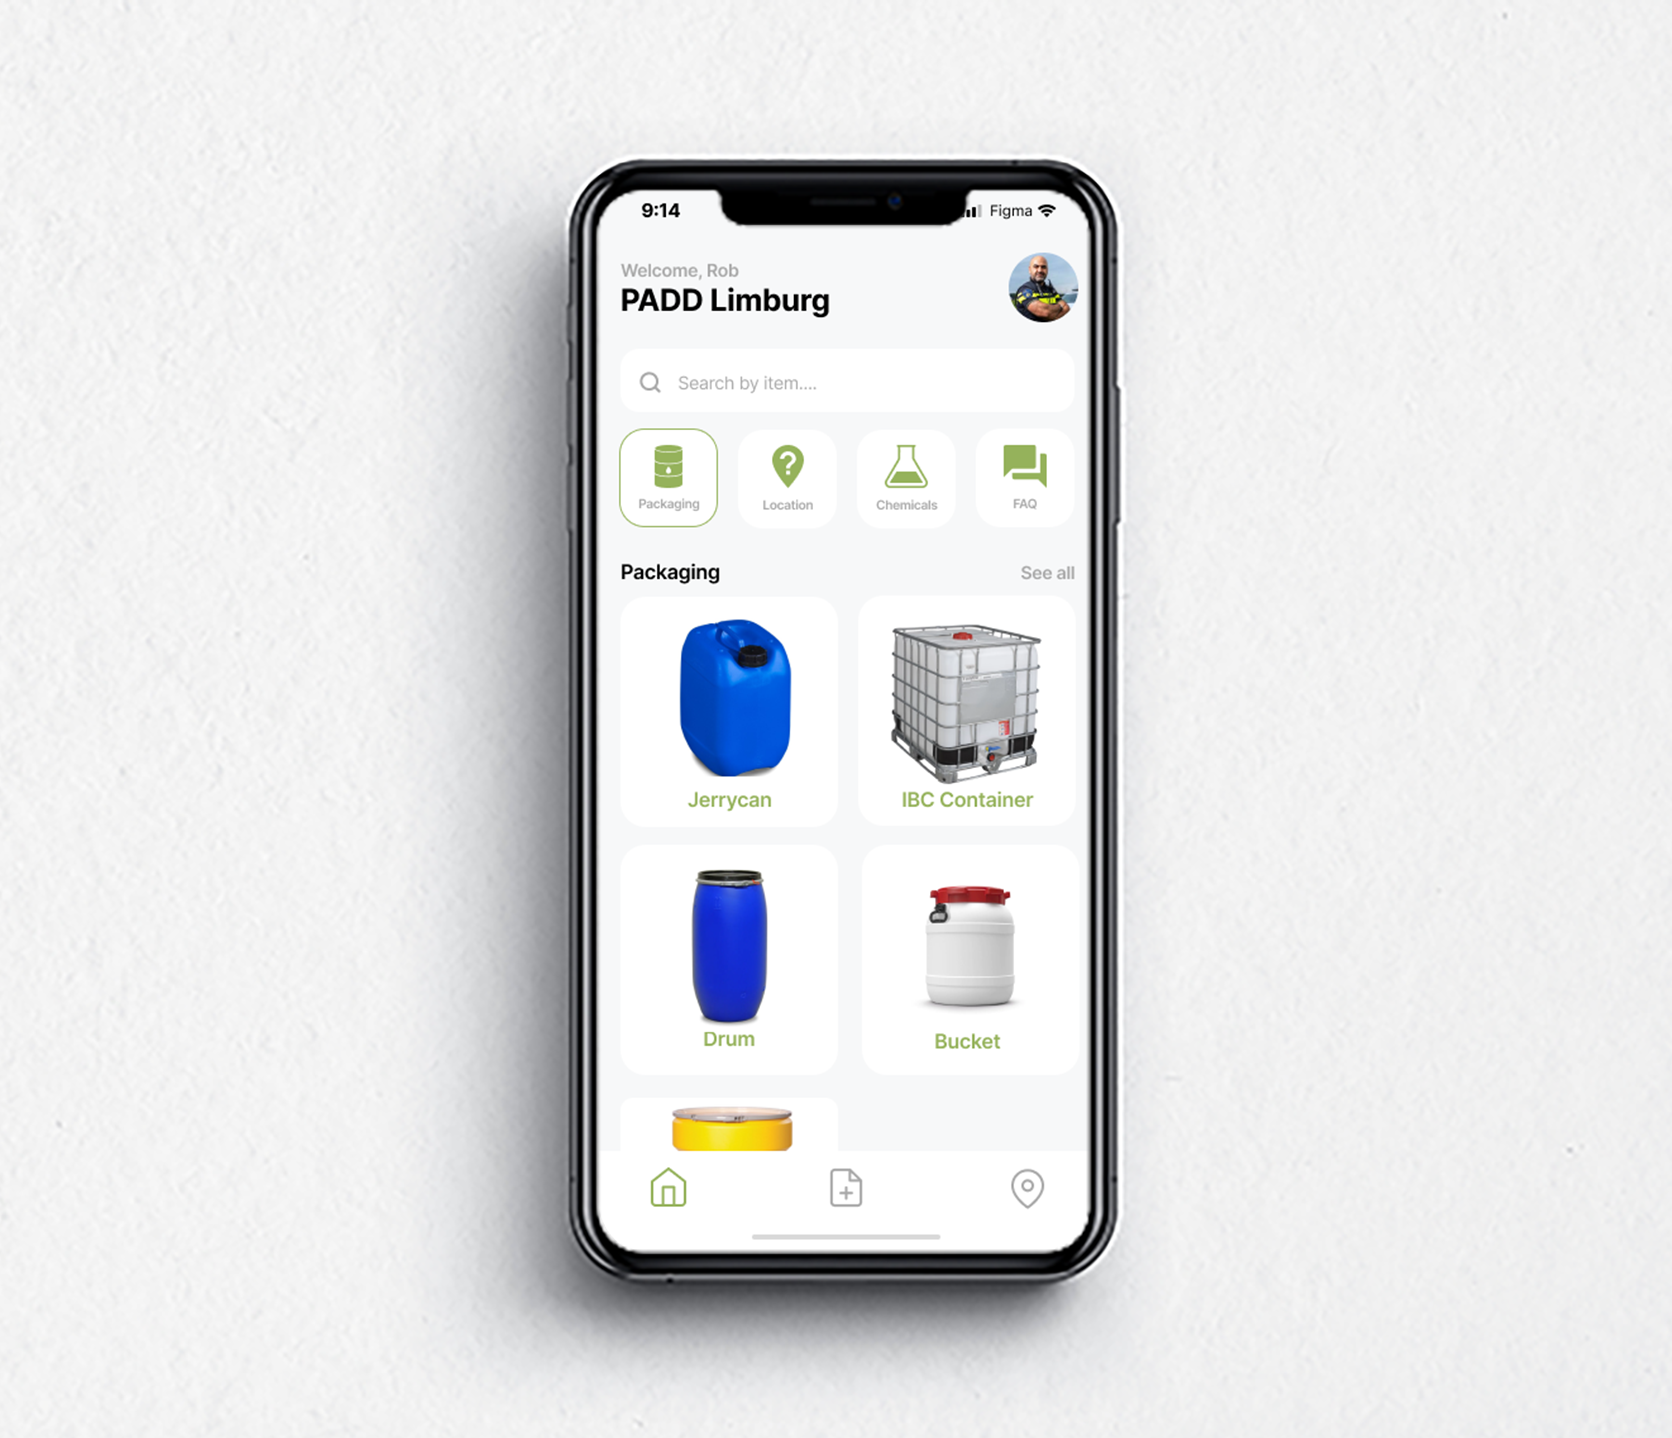 9:14
Figma
Welcome, Rob
PADD Limburg
Search by item....
Packaging
Location
Chemicals
FAQ
Packaging
See all
Jerrycan
IBC Container
Drum
Bucket